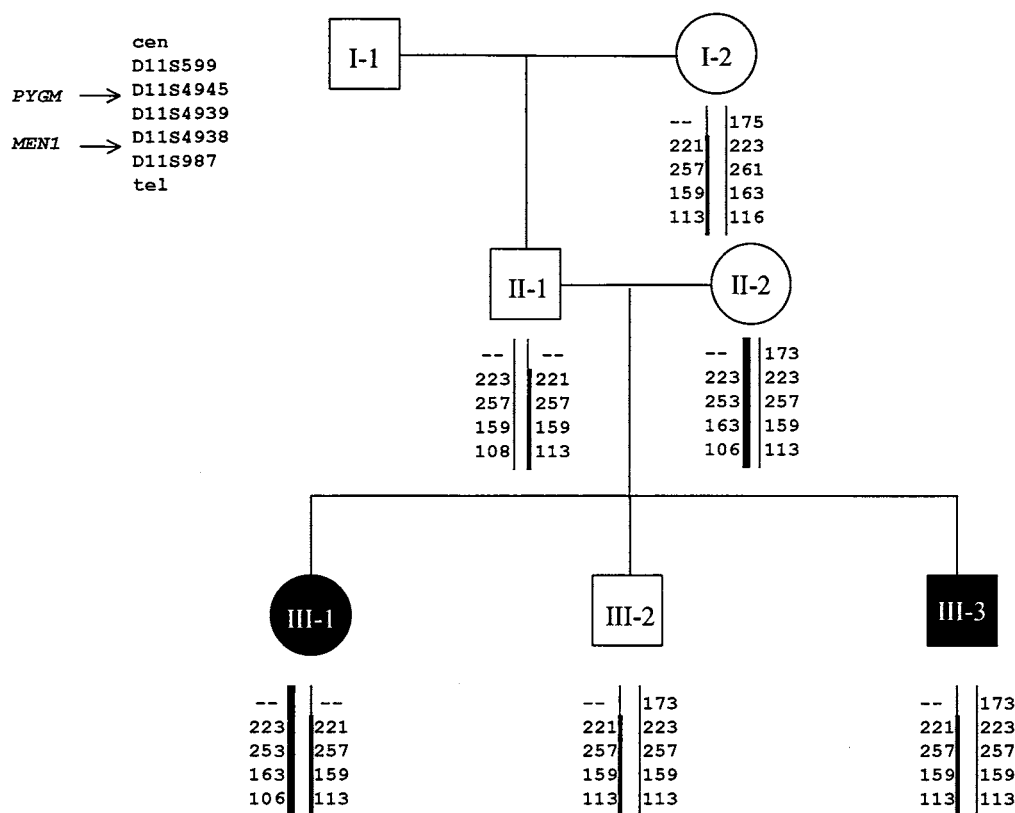 cen
D11S599
PYGM D11S4945
D11S4939
MEN1 D11S4938
D11S987
tel
I-1 I-2
-- 175
221 223
257 261
159 163
113 116
II-1 II-2
-- -- -- 173
223 221 223 223
257 257 253 257
159 159 163 159
108 113 106 113
III-1 III-2 III-3
-- -- -- 173 -- 173
223 221 221 223 221 223
253 257 257 257 257 257
163 159 159 159 159 159
106 113 113 113 113 113